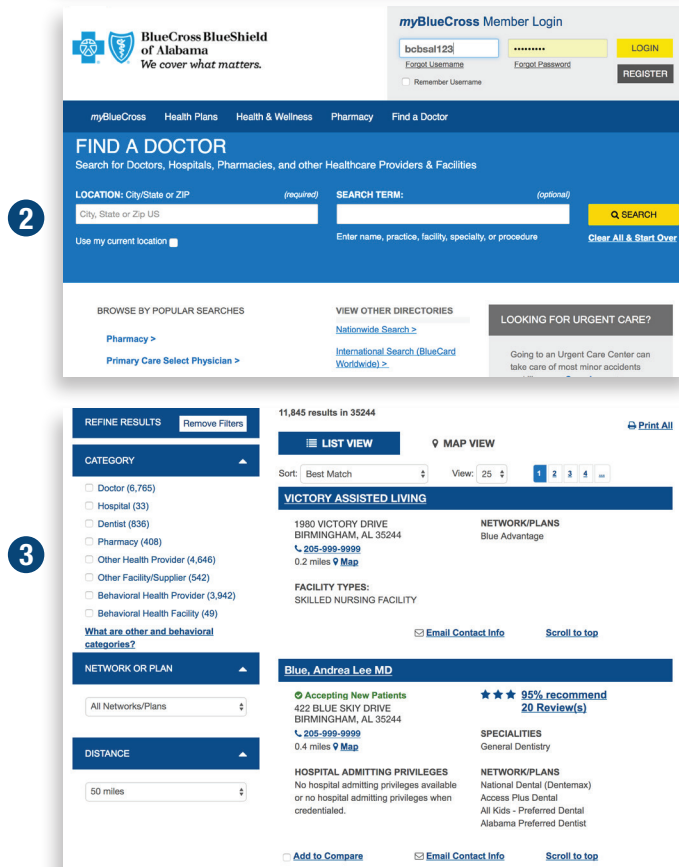 BlueCross BlueShield
of Alabama
We cover what matters.
myBlueCross Member Login
bcbsal123
•••••••••
LOGIN
Forgot Username
Forgot Password
Remember Username
REGISTER
myBlueCross Health Plans Health & Wellness Pharmacy Find a Doctor
2
FIND A DOCTOR
Search for Doctors, Hospitals, Pharmacies, and other Healthcare Providers & Facilities
LOCATION: City/State or ZIP (required)
City, State or Zip US
Use my current location
SEARCH TERM: (optional)
Enter name, practice, facility, specialty, or procedure
SEARCH
Clear All & Start Over
BROWSE BY POPULAR SEARCHES
Pharmacy >
Primary Care Select Physician >
VIEW OTHER DIRECTORIES
Nationwide Search >
International Search (BlueCard
Worldwide) >
LOOKING FOR URGENT CARE?
Going to an Urgent Care Center can
take care of most minor accidents
3
REFINE RESULTS Remove Filters
CATEGORY
Doctor (6,765)
Hospital (33)
Dentist (836)
Pharmacy (408)
Other Health Provider (4,646)
Other Facility/Supplier (542)
Behavioral Health Provider (3,942)
Behavioral Health Facility (49)
What are other and behavioral
categories?
NETWORK OR PLAN
All Networks/Plans
DISTANCE
50 miles
11,845 results in 35244
Print All
LIST VIEW
MAP VIEW
Sort: Best Match
View: 25
1 2 3 4 ...
VICTORY ASSISTED LIVING
1980 VICTORY DRIVE
BIRMINGHAM, AL 35244
205-999-9999
0.2 miles Map
NETWORK/PLANS
Blue Advantage
FACILITY TYPES:
SKILLED NURSING FACILITY
Email Contact Info
Scroll to top
Blue, Andrea Lee MD
Accepting New Patients
422 BLUE SKIY DRIVE
BIRMINGHAM, AL 35244
205-999-9999
0.4 miles Map
★★★ 95% recommend
20 Review(s)
SPECIALITIES
General Dentistry
HOSPITAL ADMITTING PRIVILEGES
No hospital admitting privileges available
or no hospital admitting privileges when
credentialed.
NETWORK/PLANS
National Dental (Dentemax)
Access Plus Dental
All Kids - Preferred Dental
Alabama Preferred Dentist
Add to Compare
Email Contact Info
Scroll to top